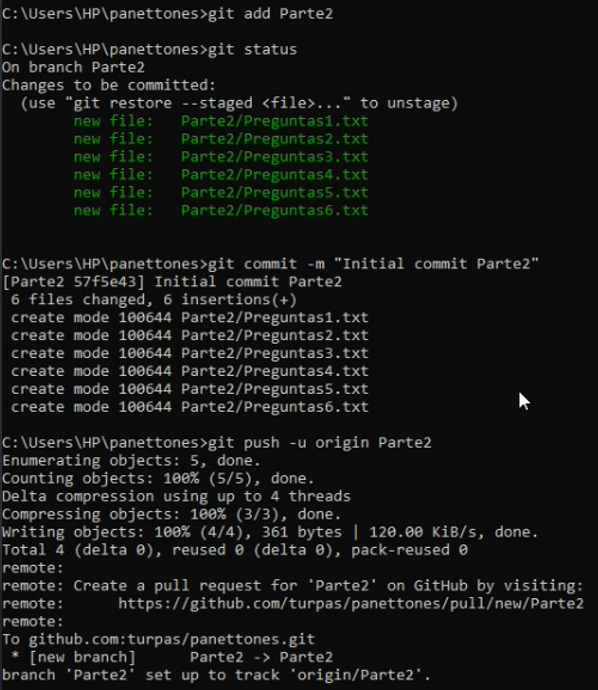 C:\Users\HP\panettones>git add Parte2
C:\Users\HP\panettones>git status
On branch Parte2
Changes to be committed:
  (use "git restore --staged <file>..." to unstage)
        new file:   Parte2/Preguntas1.txt
        new file:   Parte2/Preguntas2.txt
        new file:   Parte2/Preguntas3.txt
        new file:   Parte2/Preguntas4.txt
        new file:   Parte2/Preguntas5.txt
        new file:   Parte2/Preguntas6.txt
C:\Users\HP\panettones>git commit -m "Initial commit Parte2"
[Parte2 57f5e43] Initial commit Parte2
 6 files changed, 6 insertions(+)
 create mode 100644 Parte2/Preguntas1.txt
 create mode 100644 Parte2/Preguntas2.txt
 create mode 100644 Parte2/Preguntas3.txt
 create mode 100644 Parte2/Preguntas4.txt
 create mode 100644 Parte2/Preguntas5.txt
 create mode 100644 Parte2/Preguntas6.txt
C:\Users\HP\panettones>git push -u origin Parte2
Enumerating objects: 5, done.
Counting objects: 100% (5/5), done.
Delta compression using up to 4 threads
Compressing objects: 100% (3/3), done.
Writing objects: 100% (4/4), 361 bytes | 120.00 KiB/s, done.
Total 4 (delta 0), reused 0 (delta 0), pack-reused 0
remote:
remote: Create a pull request for 'Parte2' on GitHub by visiting:
remote:      https://github.com/turpas/panettones/pull/new/Parte2
remote:
To github.com:turpas/panettones.git
 * [new branch]      Parte2 -> Parte2
branch 'Parte2' set up to track 'origin/Parte2'.